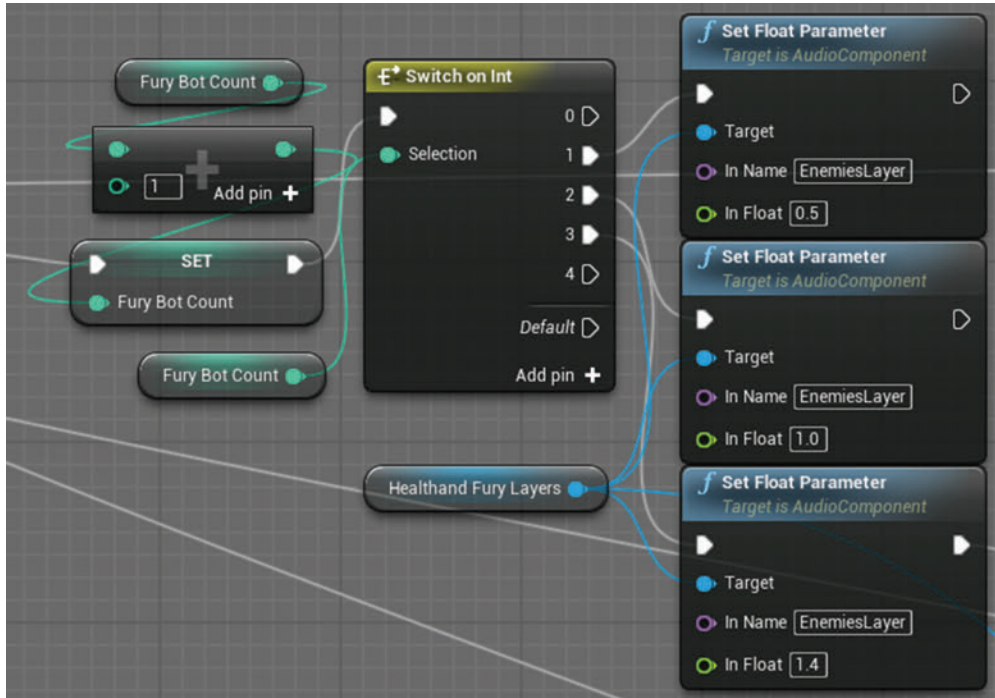 Fury Bot Count
1
Add pin +
SET
Fury Bot Count
Fury Bot Count
Switch on Int
0
Selection
1
2
3
4
Default
Add pin +
Healthand Fury Layers
f Set Float Parameter
Target is AudioComponent
Target
In Name EnemiesLayer
In Float 0.5
f Set Float Parameter
Target is AudioComponent
Target
In Name EnemiesLayer
In Float 1.0
f Set Float Parameter
Target is AudioComponent
Target
In Name EnemiesLayer
In Float 1.4